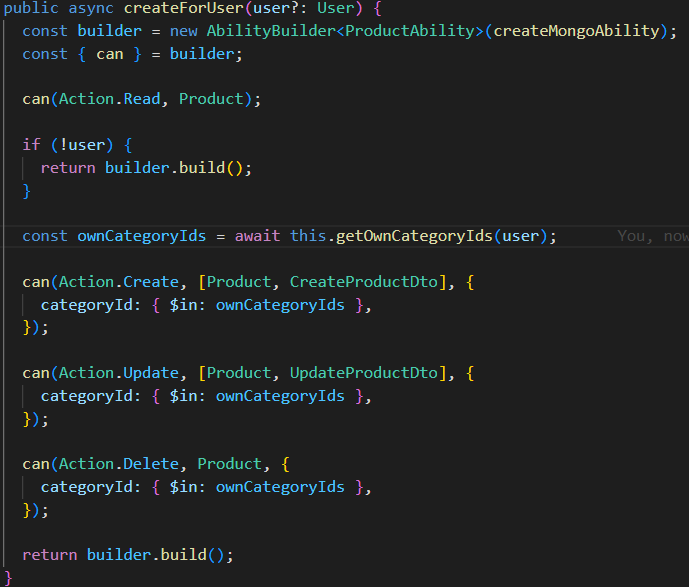 public async createForUser(user?: User) {
const builder = new AbilityBuilder<ProductAbility>(createMongoAbility);
const { can } = builder;
can(Action.Read, Product);
if (!user) {
return builder.build();
}
const ownCategoryIds = await this.getOwnCategoryIds(user); You, now
can(Action.Create, [Product, CreateProductDto], {
categoryId: { $in: ownCategoryIds },
});
can(Action.Update, [Product, UpdateProductDto], {
categoryId: { $in: ownCategoryIds },
});
can(Action.Delete, Product, {
categoryId: { $in: ownCategoryIds },
});
return builder.build();
}